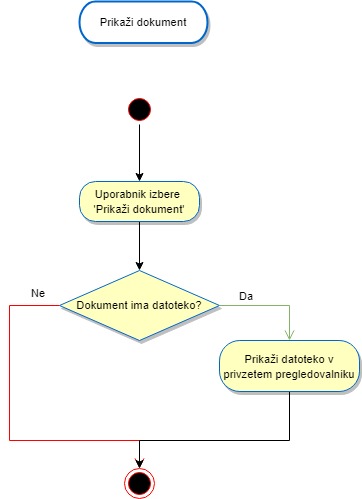 Prikaži dokument
Uporabnik izbere
'Prikaži dokument'
Dokument ima datoteko?
Ne
Da
Prikaži datoteko v
privzetem pregledovalniku